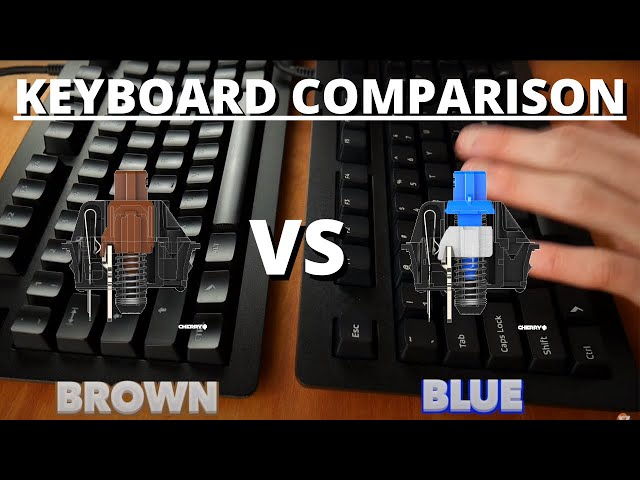 KEYBOARD COMPARISON
VS
CHERRY
CHERRY
BROWN
BLUE
Esc
Tab
Caps Lock
Shift
Ctrl